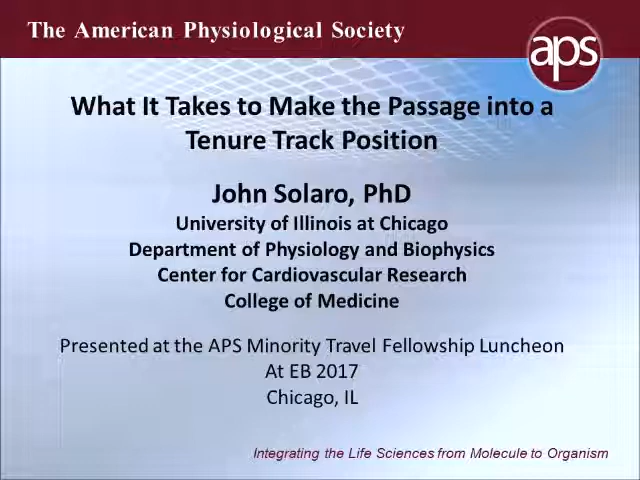 The American Physiological Society
aps
What It Takes to Make the Passage into a
Tenure Track Position
John Solaro, PhD
University of Illinois at Chicago
Department of Physiology and Biophysics
Center for Cardiovascular Research
College of Medicine
Presented at the APS Minority Travel Fellowship Luncheon
At EB 2017
Chicago, IL
Integrating the Life Sciences from Molecule to Organism